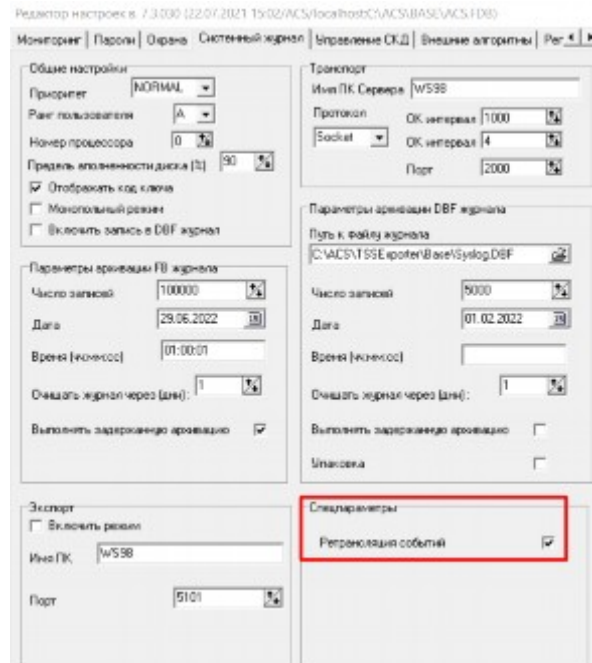 Редактор настроек в. 7.3.030 (22.07.2021 15:02/ACS/localhost:C:\ACS\BASE\ACS.FDB)
Мониторинг Пароли Охрана Системный журнал Управление СКД Внешние алгоритмы Рег
Общие настройки
Приоритет NORMAL
Ранг пользователя A
Номер процессора 0
Предель аполненности диска (%) 90
Отображать код ключа
Монопольный режим
Включить запись в DBF журнал
Транспорт
Имя ПК Сервера WS98
Протокол
Socket
ОК интервал 1000
ОК интервал 4
Порт 2000
Параметры архивации FB журнала
Число записей 100000
Дата 29.06.2022
Время (чч:мм:сс) 01:00:01
Очищать журнал через (дни): 1
Выполнять задержанную архивацию
Параметры архивации DBF журнала
Путь к файлу журнала
C:\ACS\TSSExporter\Base\Syslog.DBF
Число записей 5000
Дата 01.02.2022
Время (чч:мм:сс)
Очищать журнал через (дни): 1
Выполнять задержанную архивацию
Упаковка
Экспорт
Включить режим
Имя ПК WS98
Порт 5101
Спецпараметры
Ретрансляция событий